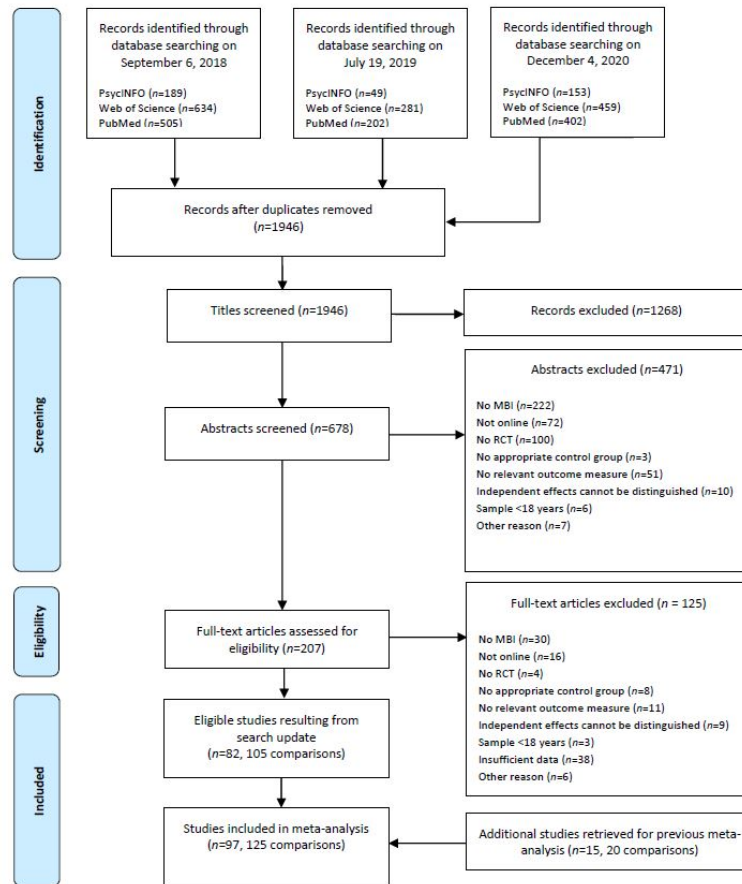 Identification
Records identified through
database searching on
September 6, 2018
PsycINFO (n=189)
Web of Science (n=634)
PubMed (n=505)
Records identified through
database searching on
July 19, 2019
PsycINFO (n=49)
Web of Science (n=281)
PubMed (n=202)
Records identified through
database searching on
December 4, 2020
PsycINFO (n=153)
Web of Science (n=459)
PubMed (n=402)
Records after duplicates removed
(n=1946)
Screening
Titles screened (n=1946)
Records excluded (n=1268)
Abstracts screened (n=678)
Abstracts excluded (n=471)
No MBI (n=222)
Not online (n=72)
No RCT (n=100)
No appropriate control group (n=3)
No relevant outcome measure (n=51)
Independent effects cannot be distinguished (n=10)
Sample <18 years (n=6)
Other reason (n=7)
Eligibility
Full-text articles assessed for
eligibility (n=207)
Full-text articles excluded (n = 125)
No MBI (n=30)
Not online (n=16)
No RCT (n=4)
No appropriate control group (n=8)
No relevant outcome measure (n=11)
Independent effects cannot be distinguished (n=9)
Sample <18 years (n=3)
Insufficient data (n=38)
Other reason (n=6)
Included
Eligible studies resulting from
search update
(n=82, 105 comparisons)
Studies included in meta-analysis
(n=97, 125 comparisons)
Additional studies retrieved for previous meta-
analysis (n=15, 20 comparisons)